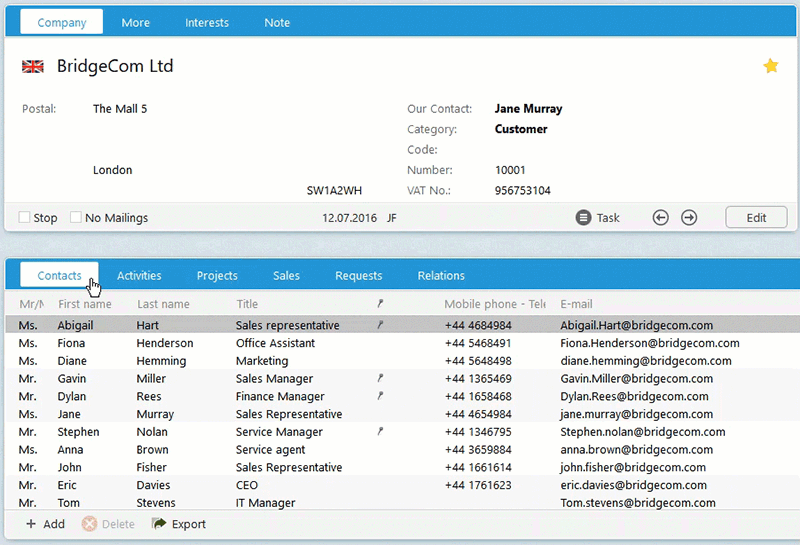 Company More Interests Note
BridgeCom Ltd
Postal: The Mall 5 Our Contact: Jane Murray
Category: Customer
Code:
London Number: 10001
SW1A2WH VAT No.: 956753104
Stop No Mailings 12.07.2016 JF Task Edit
Contacts Activities Projects Sales Requests Relations
Mr/M First name Last name Title Mobile phone - Tele E-mail
Ms. Abigail Hart Sales representative +44 4684984 Abigail.Hart@bridgecom.com
Ms. Fiona Henderson Office Assistant +44 5468491 Fiona.Henderson@bridgecom.com
Ms. Diane Hemming Marketing +44 5648498 diane.hemming@bridgecom.com
Mr. Gavin Miller Sales Manager +44 1365469 Gavin.Miller@bridgecom.com
Mr. Dylan Rees Finance Manager +44 1658468 Dylan.Rees@bridgecom.com
Ms. Jane Murray Sales Representative +44 4654984 jane.murray@bridgecom.com
Mr. Stephen Nolan Service Manager +44 1346795 Stephen.nolan@bridgecom.com
Ms. Anna Brown Service agent +44 3659884 anna.brown@bridgecom.com
Mr. John Fisher Sales Representative +44 1661614 john.fisher@bridgecom.com
Mr. Eric Davies CEO +44 1761623 eric.davies@bridgecom.com
Mr. Tom Stevens IT Manager Tom.stevens@bridgecom.com
+ Add Delete Export